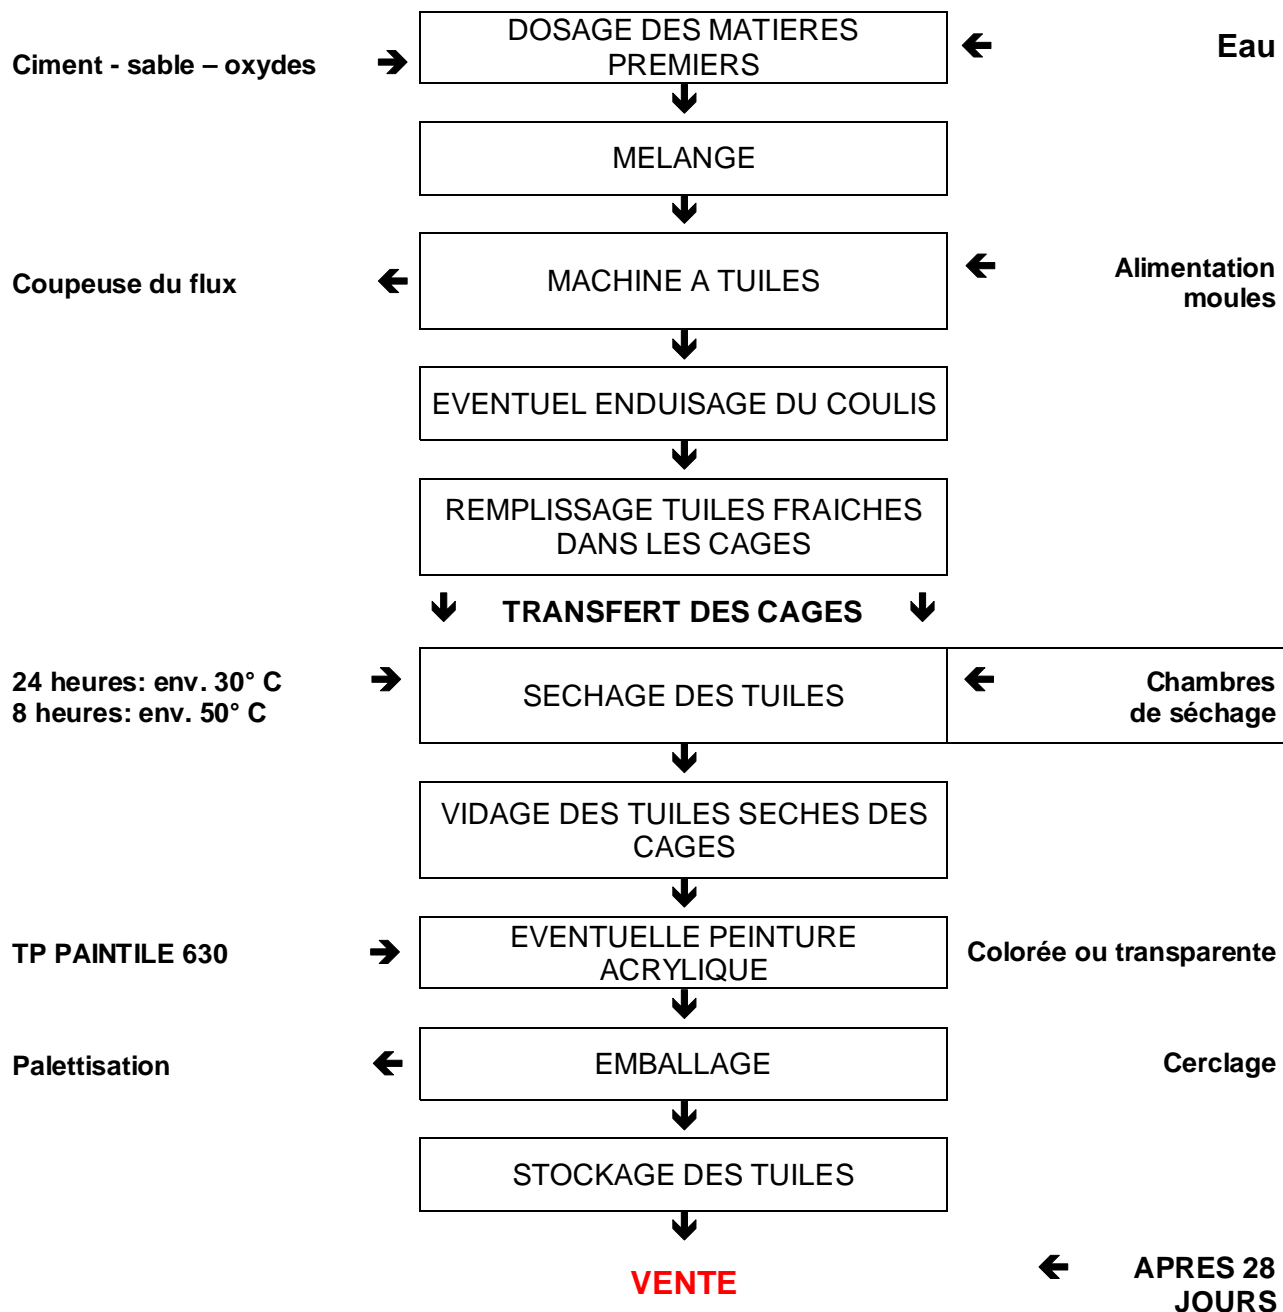 DOSAGE DES MATIERES
PREMIERS
Ciment - sable – oxydes
Eau
MELANGE
MACHINE A TUILES
Coupeuse du flux
Alimentation
moules
EVENTUEL ENDUISAGE DU COULIS
REMPLISSAGE TUILES FRAICHES
DANS LES CAGES
TRANSFERT DES CAGES
24 heures: env. 30° C
8 heures: env. 50° C
SECHAGE DES TUILES
Chambres
de séchage
VIDAGE DES TUILES SECHES DES
CAGES
TP PAINTILE 630
EVENTUELLE PEINTURE
ACRYLIQUE
Colorée ou transparente
Palettisation
EMBALLAGE
Cerclage
STOCKAGE DES TUILES
VENTE
APRES 28
JOURS